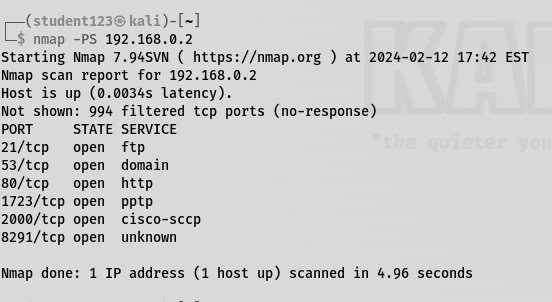 ┌──(student123㉿kali)-[~]
└─$ nmap -PS 192.168.0.2
Starting Nmap 7.94SVN ( https://nmap.org ) at 2024-02-12 17:42 EST
Nmap scan report for 192.168.0.2
Host is up (0.0034s latency).
Not shown: 994 filtered tcp ports (no-response)
PORT     STATE SERVICE
21/tcp   open  ftp
53/tcp   open  domain
80/tcp   open  http
1723/tcp open  pptp
2000/tcp open  cisco-sccp
8291/tcp open  unknown
Nmap done: 1 IP address (1 host up) scanned in 4.96 seconds
KAL
"the quieter you